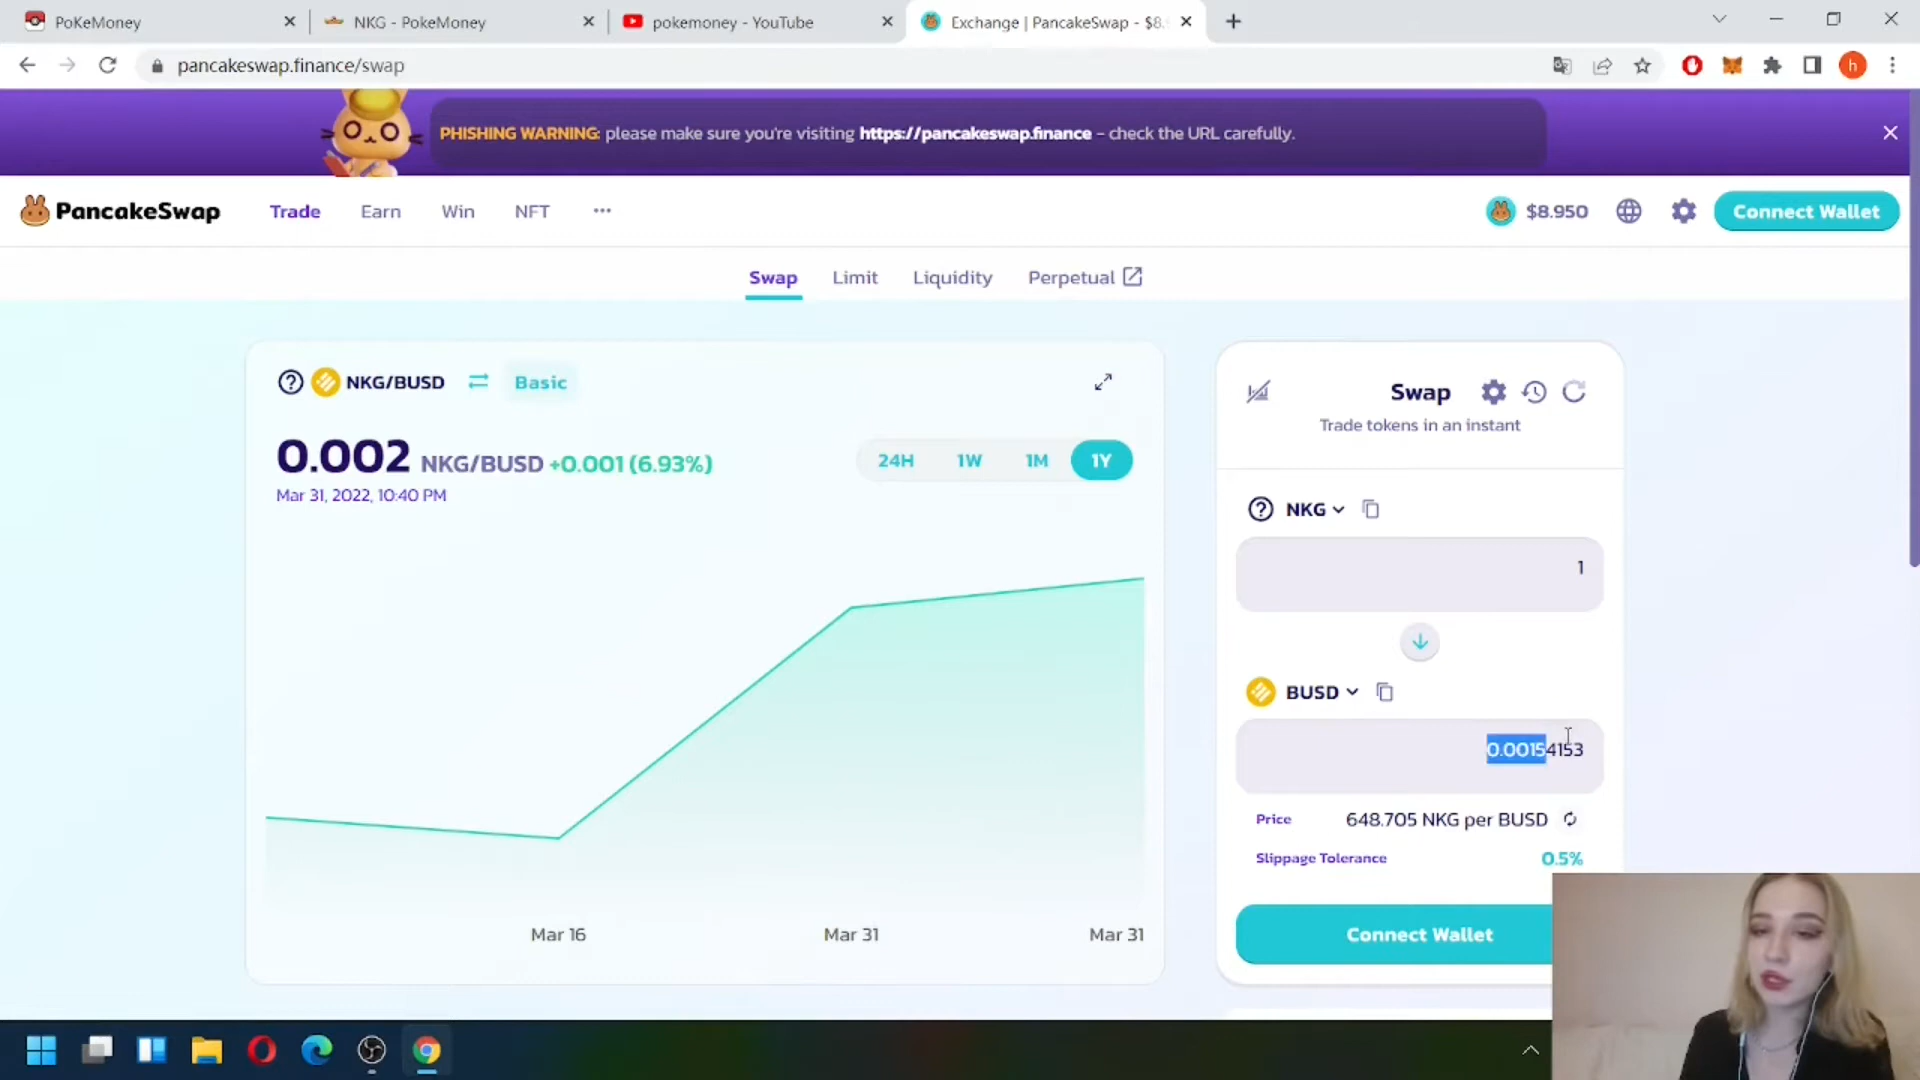 PoKeMoney
NKG - PokeMoney
pokemoney - YouTube
Exchange | PancakeSwap - $8.
pancakeswap.finance/swap
h
PHISHING WARNING: please make sure you're visiting https://pancakeswap.finance - check the URL carefully.
PancakeSwap
Trade
Earn
Win
NFT
$8.950
Connect Wallet
Swap
Limit
Liquidity
Perpetual
NKG/BUSD
Basic
0.002 NKG/BUSD +0.001 (6.93%)
Mar 31, 2022, 10:40 PM
24H
1W
1M
1Y
Mar 16
Mar 31
Mar 31
Swap
Trade tokens in an instant
NKG
1
BUSD
0.00154153
Price
648.705 NKG per BUSD
Slippage Tolerance
0.5%
Connect Wallet